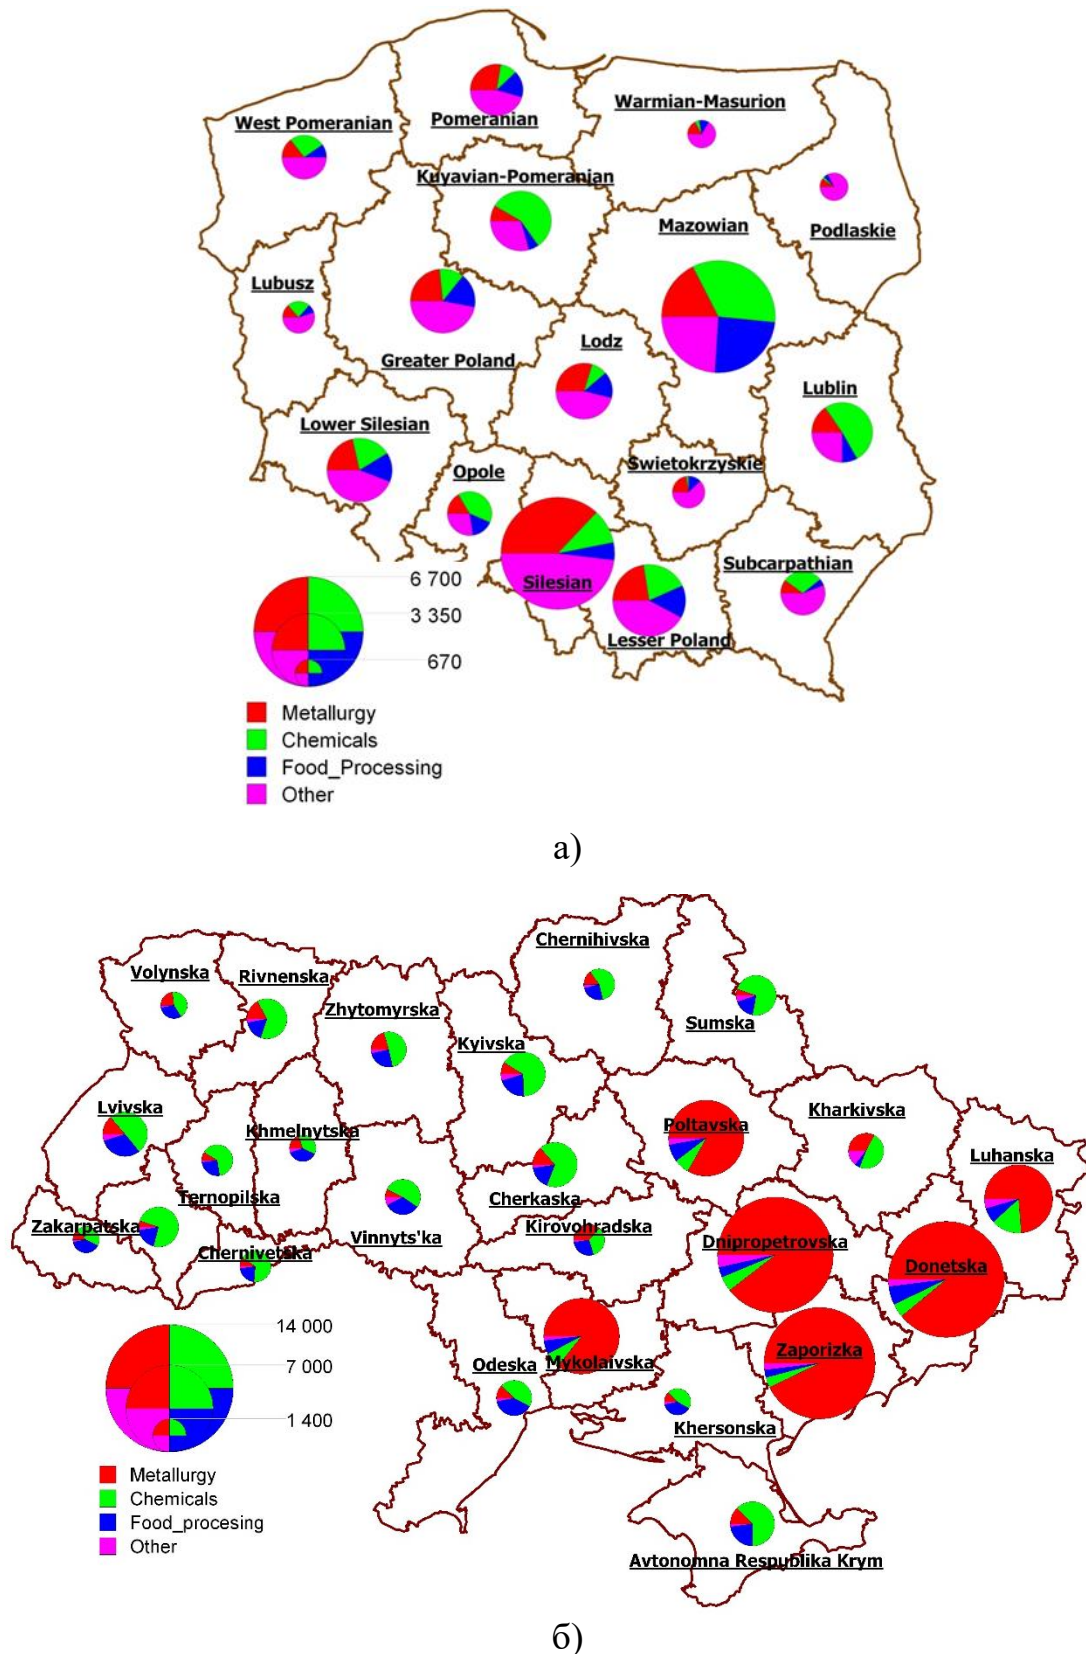 Pomeranian
Warmian-Masurion
West Pomeranian
Kuyavian-Pomeranian
Mazowian
Podlaskie
Lubusz
Greater Poland
Lodz
Lublin
Lower Silesian
Opole
Swietokrzyskie
Silesian
Subcarpathian
Lesser Poland
6 700
3 350
670
Metallurgy
Chemicals
Food_Processing
Other
а)
Chernihivska
Volynska
Rivnenska
Zhytomyrska
Sumska
Kyivska
Lvivska
Khmelnytska
Poltavska
Kharkivska
Luhanska
Ternopilska
Cherkaska
Zakarpatska
Chernivetska
Vinnyts'ka
Kirovohradska
Dnipropetrovska
Donetska
Odeska
Mykolaivska
Zaporizka
Khersonska
Avtonomna Respublika Krym
14 000
7 000
1 400
Metallurgy
Chemicals
Food_procesing
Other
б)